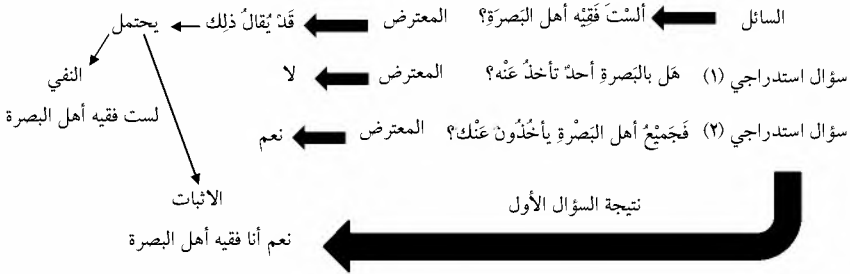 السائل ألسْتَ فَقِيْه أهل البَصرَةِ؟ المعترض قَدْ يُقالُ ذلِك يحتمل
سؤال استدراجي (١) هَل بالبَصرةِ أحدٌ تأخذُ عَنْه؟ المعترض لا
النفي
لست فقيه أهل البصرة
سؤال استدراجي (٢) فَجَمِيْعُ أهل البَصْرةِ يأخُذُون عَنْك؟ المعترض نعم
الاثبات
نتيجة السؤال الأول
نعم أنا فقيه أهل البصرة